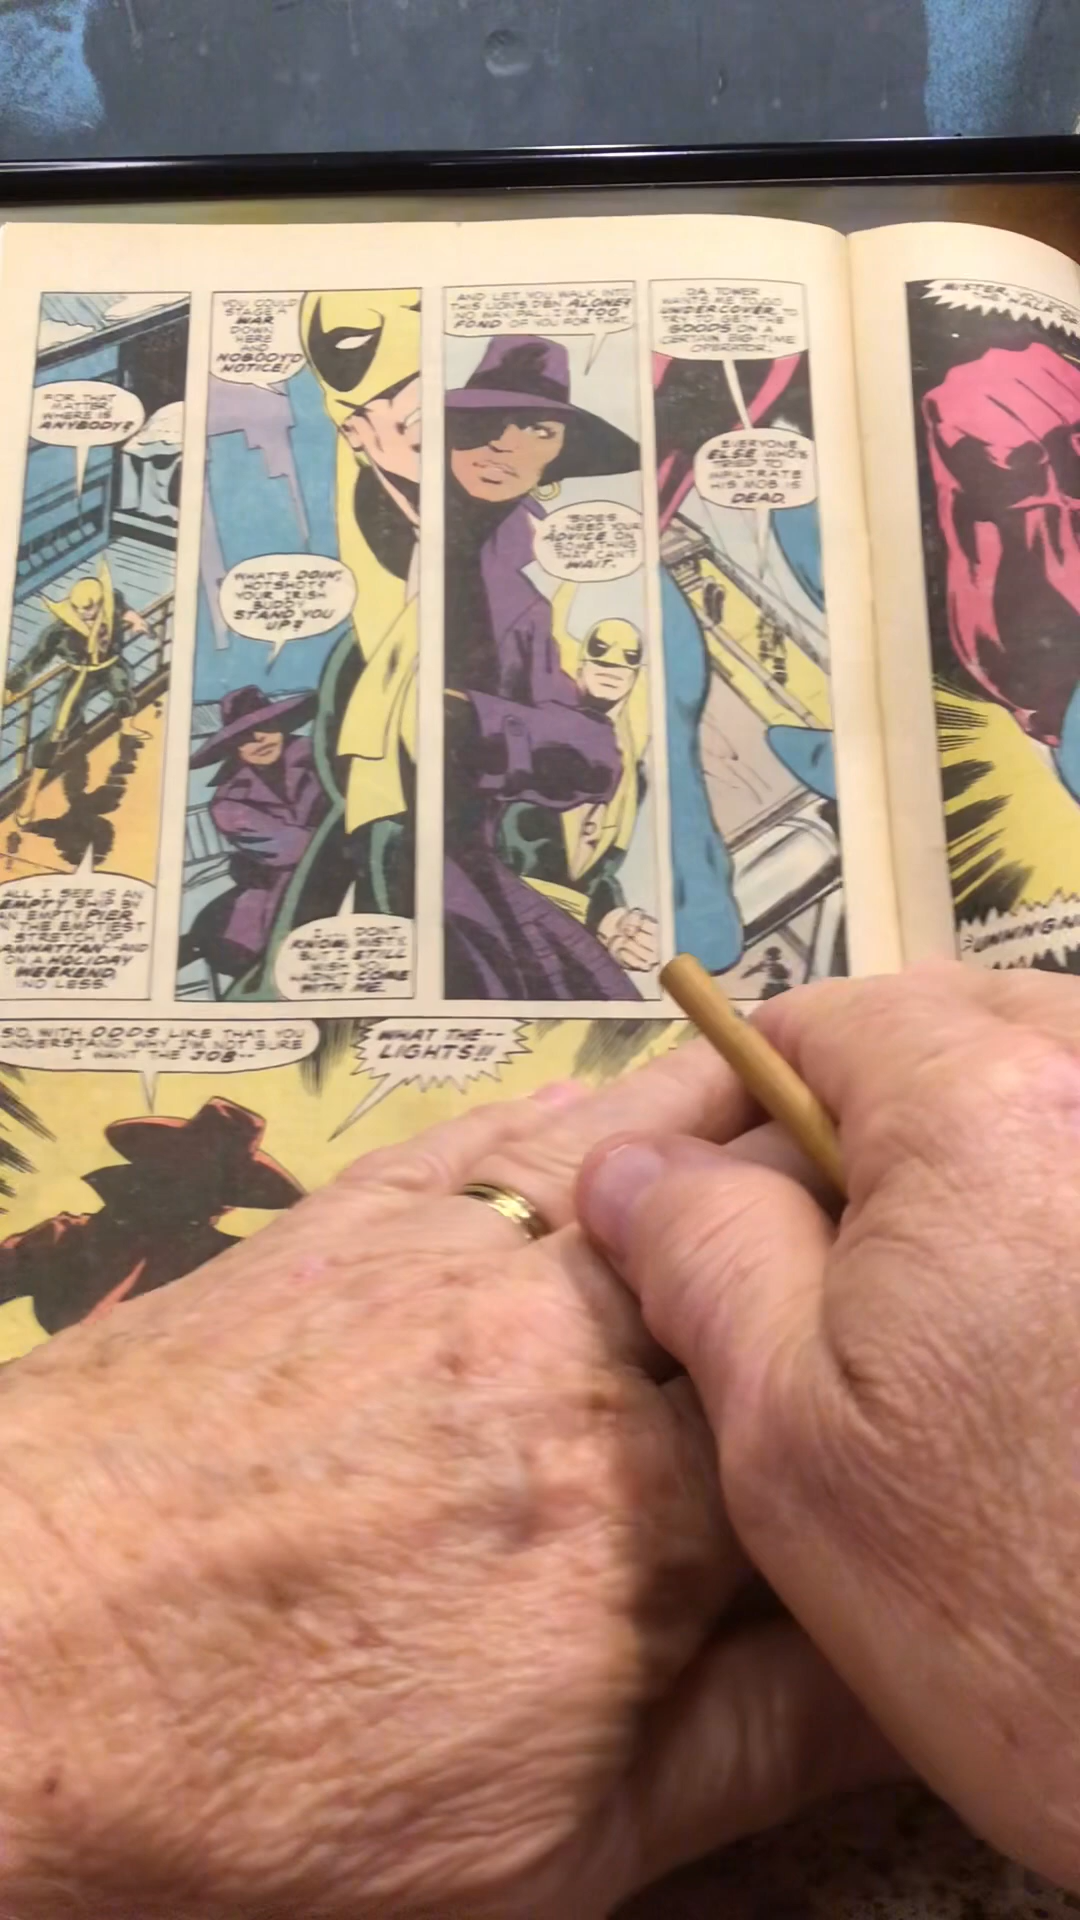 FOR THAT
MATTER,
WHERE IS
ANYBODY?
ALL I SEE IS AN
EMPTY SHIP BY
AN EMPTY PIER
IN THE EMPTIEST
STRETCH
MANHATTAN--AND
ON A HOLIDAY
WEEKEND,
NO LESS.
YOU COULD
STAGE A
WAR
DOWN
HERE
AND
NOBODY'D
NOTICE!
WHAT'S DOIN',
HOTSHOT?
YOUR IRISH
BUDDY
STAND YOU
UP?
I... DON'T
KNOW, MISTY.
BUT I STILL
WISH YOU
HADN'T COME
WITH ME.
AND LET YOU WALK INTO
THIS LION'S DEN ALONE?
NO WAY, PAL. I'M TOO
FOND OF YOU FOR THAT.
'SIDES
I NEED YOUR
ADVICE ON
SOMETHING
THAT CAN'T
WAIT.
D.A. TOWER
WANTS ME TO GO
UNDERCOVER, TO
TRY TO GET THE
GOODS ON A
CERTAIN BIG-TIME
OPERATOR.
EVERYONE
ELSE WHO'S
TRIED TO
INFILTRATE
HIS MOB IS
DEAD.
SO, WITH ODDS LIKE THAT, YOU
UNDERSTAND WHY I'M NOT SURE
I WANT THE JOB--
WHAT THE--
LIGHTS!!
MISTER, YOU
THE WALK